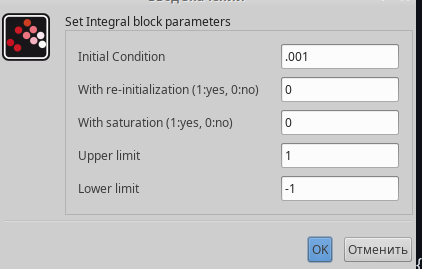 Set Integral block parameters
Initial Condition .001
With re-initialization (1:yes, 0:no) 0
With saturation (1:yes, 0:no) 0
Upper limit 1
Lower limit -1
OK Отменить
{